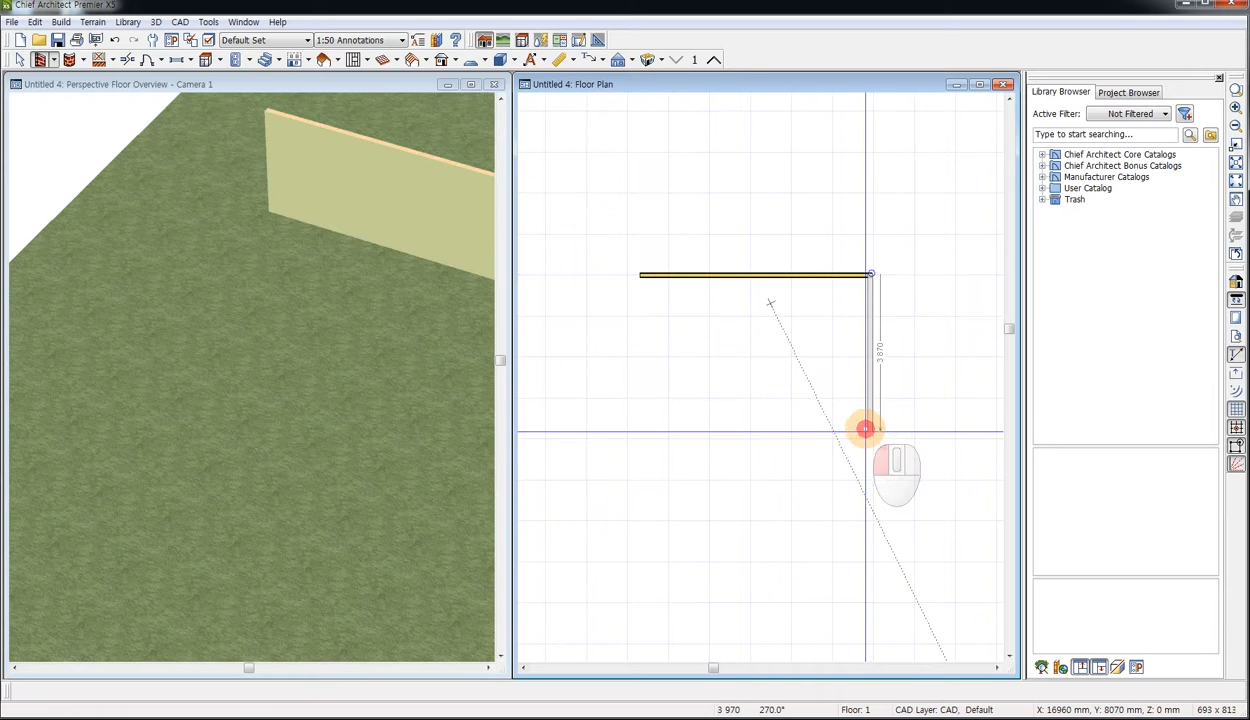 Chief Architect Premier X5
File Edit Build Terrain Library 3D CAD Tools Window Help
Default Set 1:50 Annotations
1
Untitled 4: Perspective Floor Overview - Camera 1
Untitled 4: Floor Plan
Library Browser Project Browser
Active Filter: Not Filtered
Type to start searching...
Chief Architect Core Catalogs
Chief Architect Bonus Catalogs
Manufacturer Catalogs
User Catalog
Trash
3 870
3 970 270.0° Floor: 1 CAD Layer: CAD, Default X: 16960 mm, Y: 8070 mm, Z: 0 mm 693 x 813